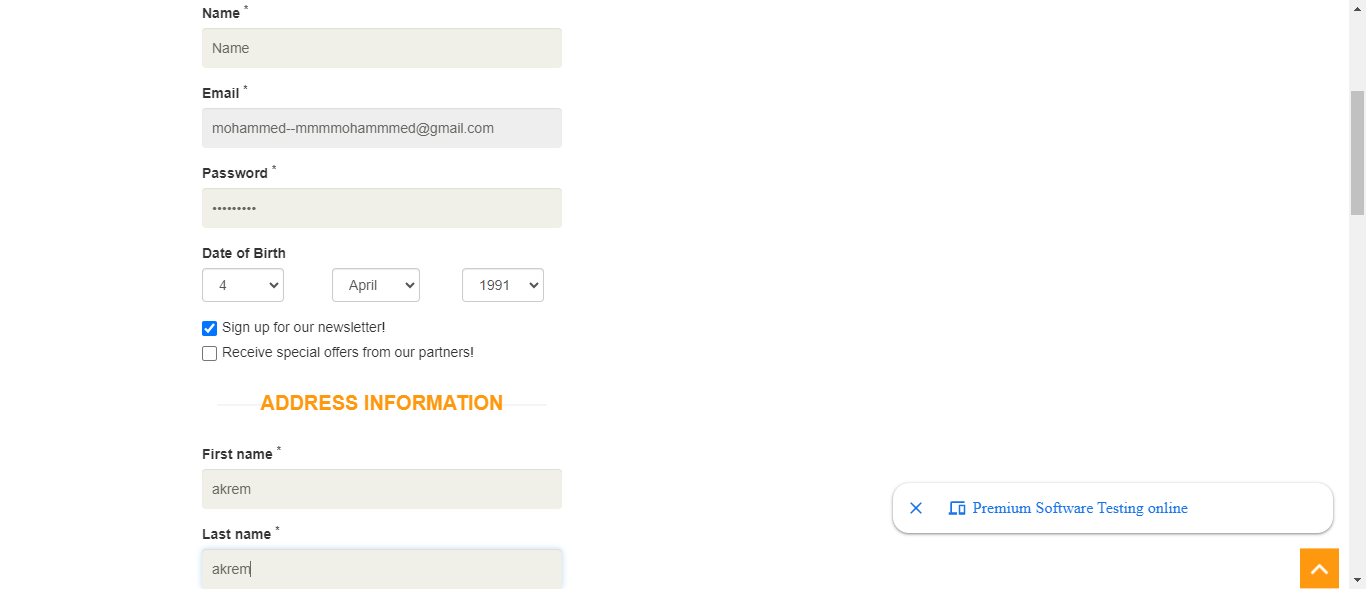 Name *
Name
Email *
mohammed--mmmmohammmed@gmail.com
Password *
•••••••••
Date of Birth
4 April 1991
Sign up for our newsletter!
Receive special offers from our partners!
ADDRESS INFORMATION
First name *
akrem
Last name *
akrem
Premium Software Testing online